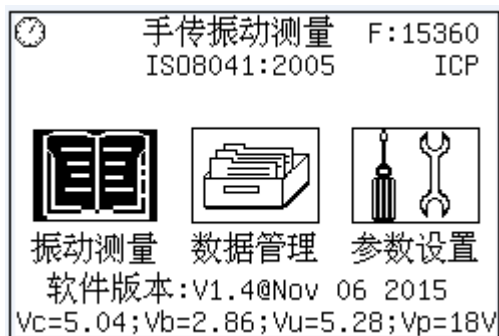 手传振动测量 F:15360
ISO8041:2005 ICP
振动测量 数据管理 参数设置
软件版本:V1.4@Nov 06 2015
Vc=5.04;Vb=2.86;Vu=5.28;Vp=18V